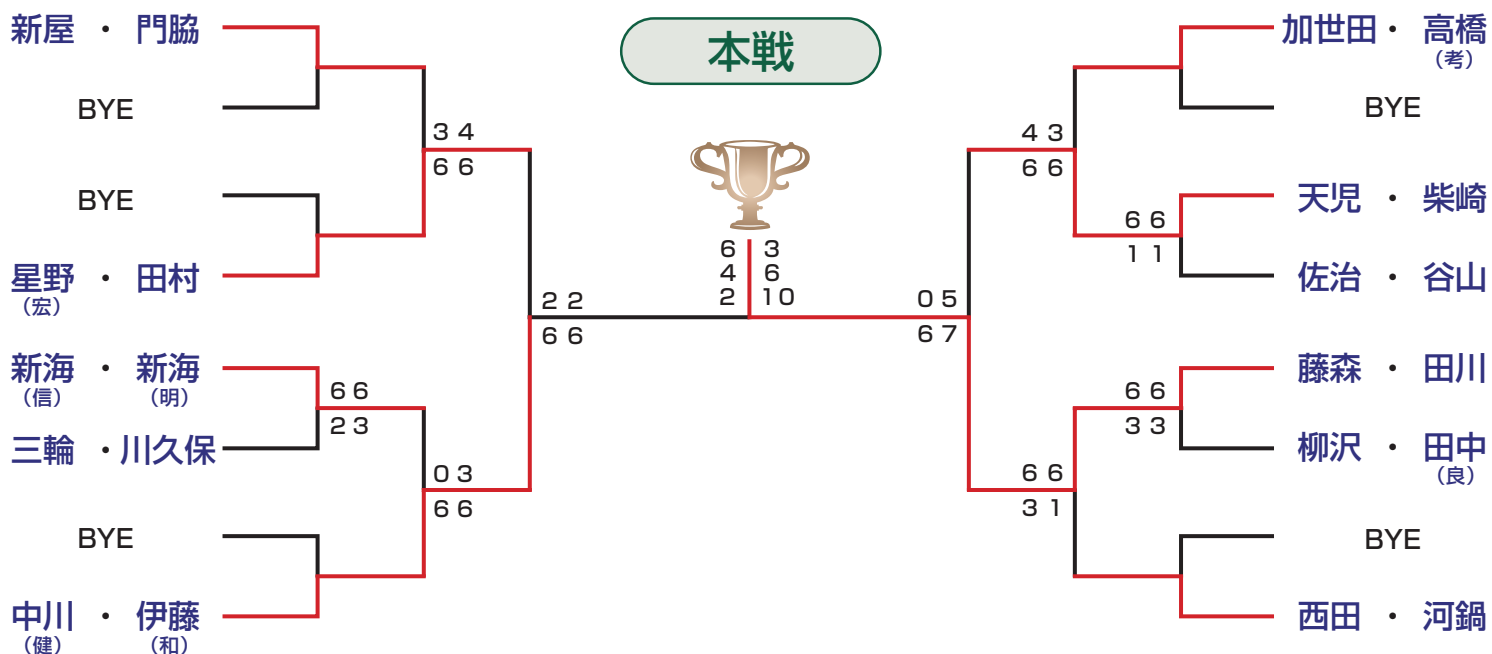 本戦
新屋 ・ 門脇
BYE
3 4
6 6
BYE
星野 ・ 田村
(宏)
2 2
6 6
新海 ・ 新海
(信) (明)
6 6
2 3
三輪 ・ 川久保
0 3
6 6
BYE
中川 ・ 伊藤
(健) (和)
6 3
4 6
2 10
加世田 ・ 高橋
(考)
BYE
4 3
6 6
天児 ・ 柴崎
6 6
1 1
佐治 ・ 谷山
0 5
6 7
藤森 ・ 田川
6 6
3 3
柳沢 ・ 田中
(良)
6 6
3 1
BYE
西田 ・ 河鍋